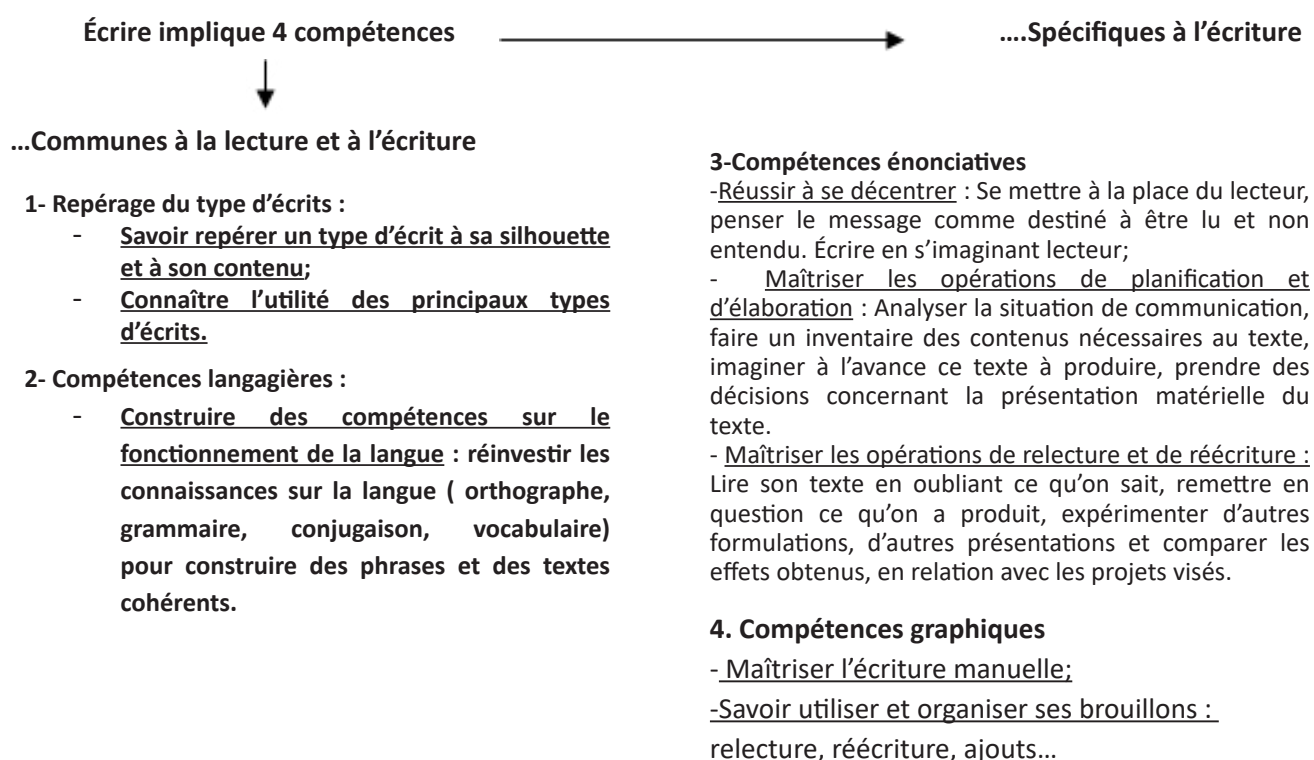 Écrire implique 4 compétences
….Spécifiques à l’écriture
…Communes à la lecture et à l’écriture
1- Repérage du type d’écrits :
- Savoir repérer un type d’écrit à sa silhouette
et à son contenu;
- Connaître l’utilité des principaux types
d’écrits.
2- Compétences langagières :
- Construire des compétences sur le
fonctionnement de la langue : réinvestir les
connaissances sur la langue ( orthographe,
grammaire, conjugaison, vocabulaire)
pour construire des phrases et des textes
cohérents.
3-Compétences énonciatives
-Réussir à se décentrer : Se mettre à la place du lecteur,
penser le message comme destiné à être lu et non
entendu. Écrire en s’imaginant lecteur;
- Maîtriser les opérations de planification et
d’élaboration : Analyser la situation de communication,
faire un inventaire des contenus nécessaires au texte,
imaginer à l’avance ce texte à produire, prendre des
décisions concernant la présentation matérielle du
texte.
- Maîtriser les opérations de relecture et de réécriture :
Lire son texte en oubliant ce qu’on sait, remettre en
question ce qu’on a produit, expérimenter d’autres
formulations, d’autres présentations et comparer les
effets obtenus, en relation avec les projets visés.
4. Compétences graphiques
- Maîtriser l’écriture manuelle;
-Savoir utiliser et organiser ses brouillons :
relecture, réécriture, ajouts…